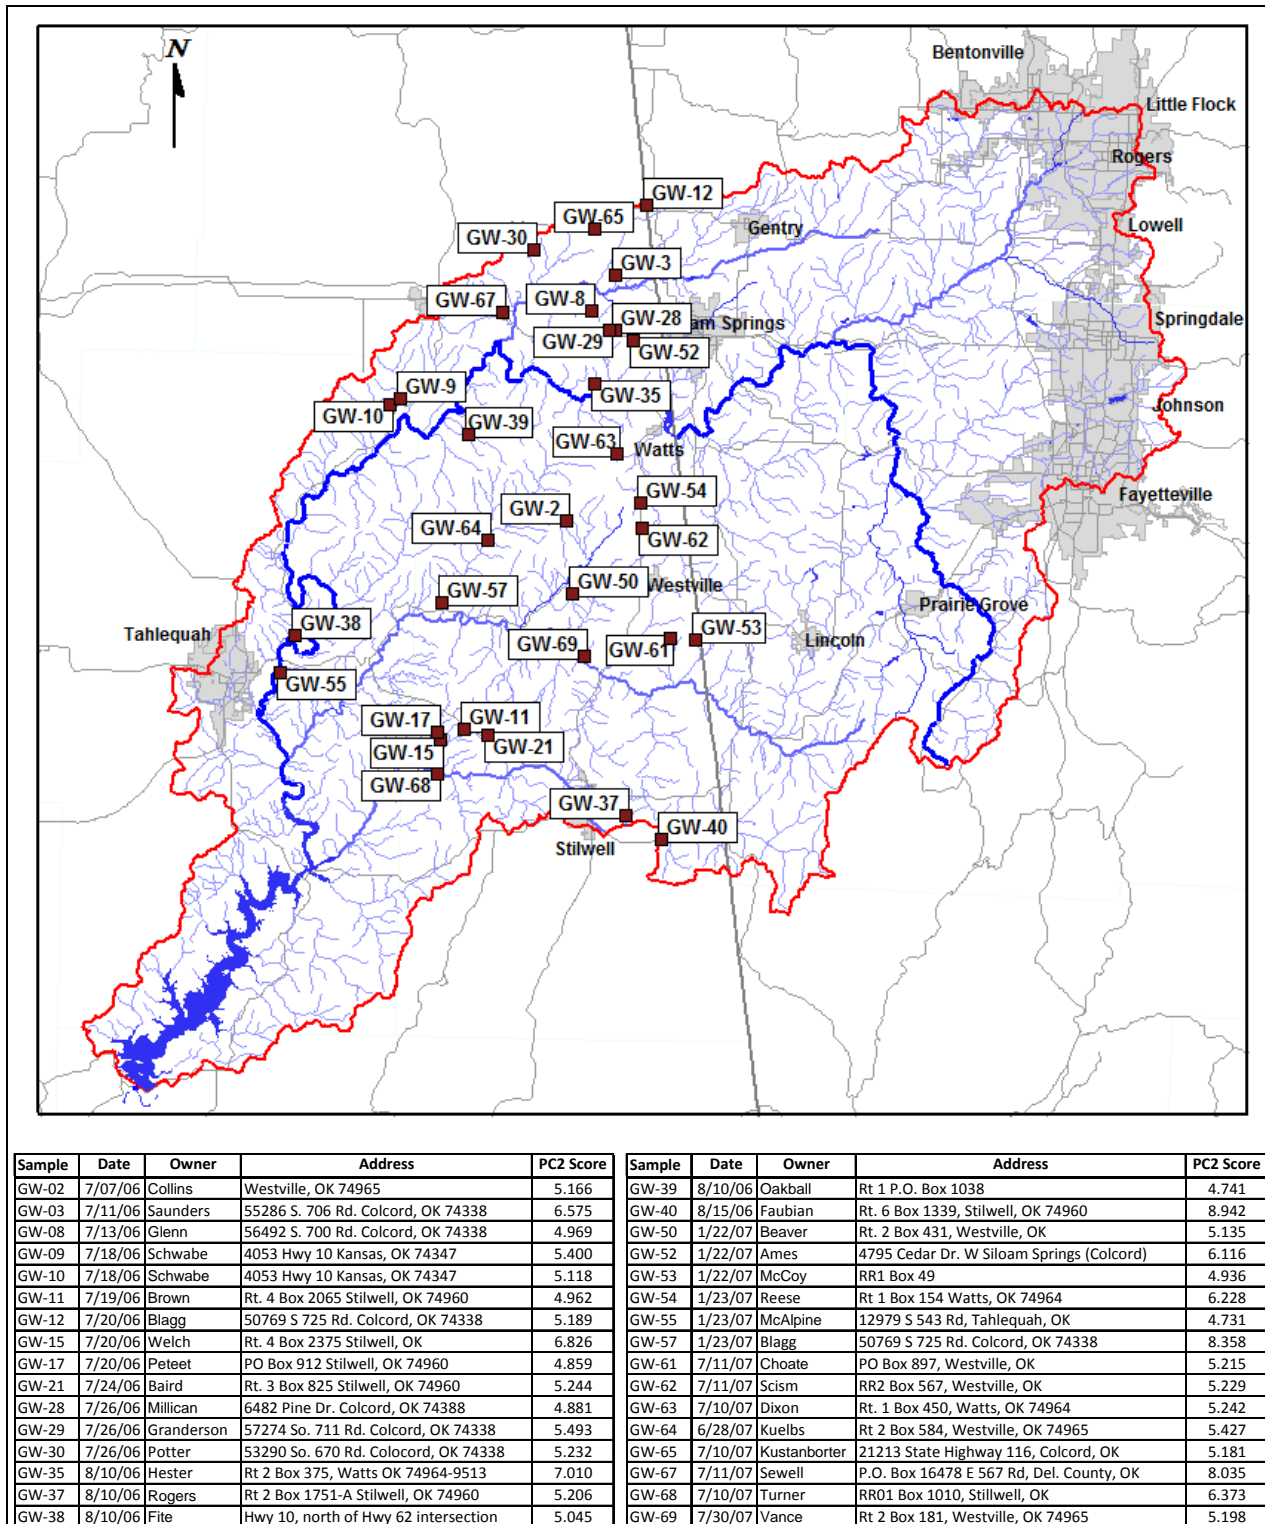 N
Bentonville
Little Flock
Rogers
GW-12
GW-65
Gentry
Lowell
GW-30
GW-3
GW-67
GW-8
GW-28
am Springs
Springdale
GW-29
GW-52
GW-9
GW-35
GW-10
Johnson
GW-39
GW-63
Watts
GW-54
Fayetteville
GW-2
GW-64
GW-62
GW-50
Westville
GW-57
Prairie Grove
Tahlequah
GW-38
GW-53
Lincoln
GW-69
GW-61
GW-55
GW-17
GW-11
GW-21
GW-15
GW-68
GW-37
GW-40
Stilwell
Sample Date Owner Address PC2 Score
GW-02 7/07/06 Collins Westville, OK 74965 5.166
GW-03 7/11/06 Saunders 55286 S. 706 Rd. Colcord, OK 74338 6.575
GW-08 7/13/06 Glenn 56492 S. 700 Rd. Colcord, OK 74338 4.969
GW-09 7/18/06 Schwabe 4053 Hwy 10 Kansas, OK 74347 5.400
GW-10 7/18/06 Schwabe 4053 Hwy 10 Kansas, OK 74347 5.118
GW-11 7/19/06 Brown Rt. 4 Box 2065 Stilwell, OK 74960 4.962
GW-12 7/20/06 Blagg 50769 S 725 Rd. Colcord, OK 74338 5.189
GW-15 7/20/06 Welch Rt. 4 Box 2375 Stilwell, OK 6.826
GW-17 7/20/06 Peteet PO Box 912 Stilwell, OK 74960 4.859
GW-21 7/24/06 Baird Rt. 3 Box 825 Stilwell, OK 74960 5.244
GW-28 7/26/06 Millican 6482 Pine Dr. Colcord, OK 74388 4.881
GW-29 7/26/06 Granderson 57274 So. 711 Rd. Colcord, OK 74338 5.493
GW-30 7/26/06 Potter 53290 So. 670 Rd. Colocord, OK 74338 5.232
GW-35 8/10/06 Hester Rt 2 Box 375, Watts OK 74964-9513 7.010
GW-37 8/10/06 Rogers Rt 2 Box 1751-A Stilwell, OK 74960 5.206
GW-38 8/10/06 Fite Hwy 10, north of Hwy 62 intersection 5.045
Sample Date Owner Address PC2 Score
GW-39 8/10/06 Oakball Rt 1 P.O. Box 1038 4.741
GW-40 8/15/06 Faubian Rt. 6 Box 1339, Stilwell, OK 74960 8.942
GW-50 1/22/07 Beaver Rt. 2 Box 431, Westville, OK 5.135
GW-52 1/22/07 Ames 4795 Cedar Dr. W Siloam Springs (Colcord) 6.116
GW-53 1/22/07 McCoy RR1 Box 49 4.936
GW-54 1/23/07 Reese Rt 1 Box 154 Watts, OK 74964 6.228
GW-55 1/23/07 McAlpine 12979 S 543 Rd, Tahlequah, OK 4.731
GW-57 1/23/07 Blagg 50769 S 725 Rd. Colcord, OK 74338 8.358
GW-61 7/11/07 Choate PO Box 897, Westville, OK 5.215
GW-62 7/11/07 Scism RR2 Box 567, Westville, OK 5.229
GW-63 7/10/07 Dixon Rt. 1 Box 450, Watts, OK 74964 5.242
GW-64 6/28/07 Kuelbs Rt 2 Box 584, Westville, OK 74965 5.427
GW-65 7/10/07 Kustanborter 21213 State Highway 116, Colcord, OK 5.181
GW-67 7/11/07 Sewell P.O. Box 16478 E 567 Rd, Del. County, OK 8.035
GW-68 7/10/07 Turner RR01 Box 1010, Stillwell, OK 6.373
GW-69 7/30/07 Vance Rt 2 Box 181, Westville, OK 74965 5.198